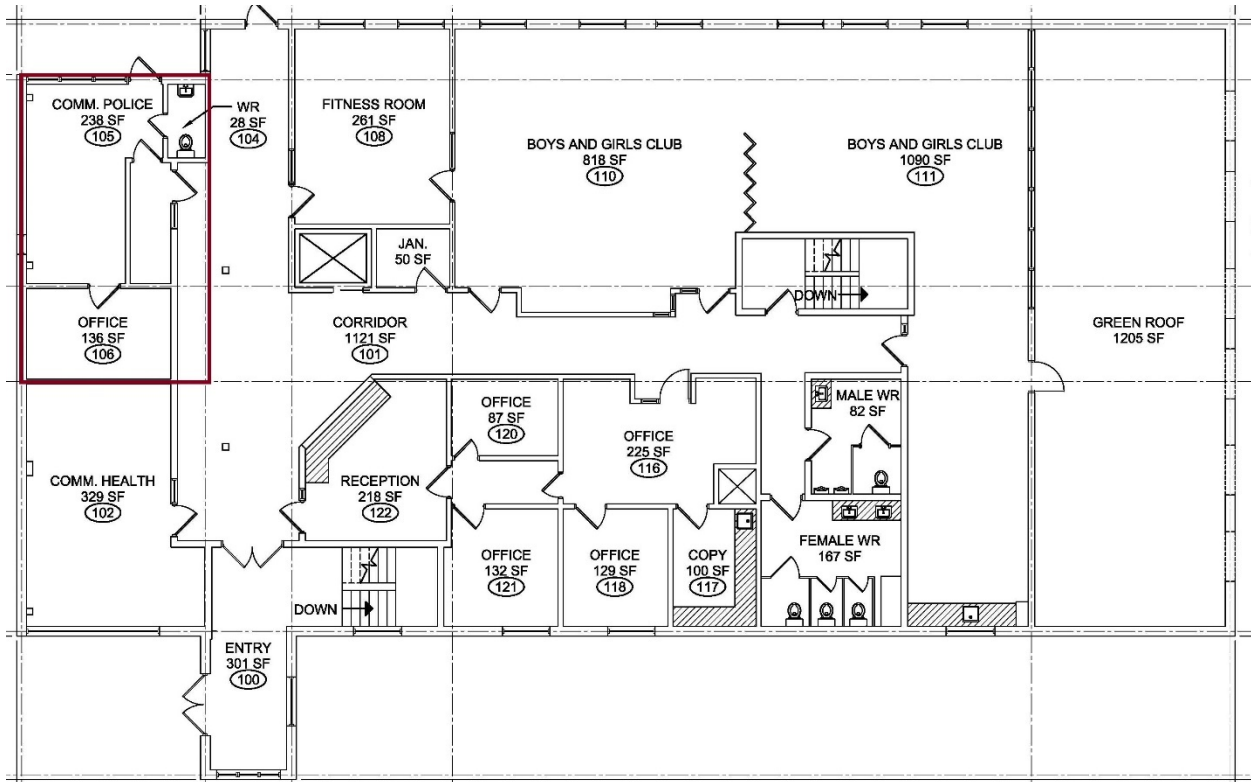 COMM. POLICE
238 SF
105
WR
28 SF
104
FITNESS ROOM
261 SF
108
BOYS AND GIRLS CLUB
818 SF
110
BOYS AND GIRLS CLUB
1090 SF
111
JAN.
50 SF
DOWN
OFFICE
136 SF
106
CORRIDOR
1121 SF
101
GREEN ROOF
1205 SF
OFFICE
87 SF
120
OFFICE
225 SF
116
MALE WR
82 SF
COMM. HEALTH
329 SF
102
RECEPTION
218 SF
122
OFFICE
132 SF
121
OFFICE
129 SF
118
COPY
100 SF
117
FEMALE WR
167 SF
DOWN
ENTRY
301 SF
100